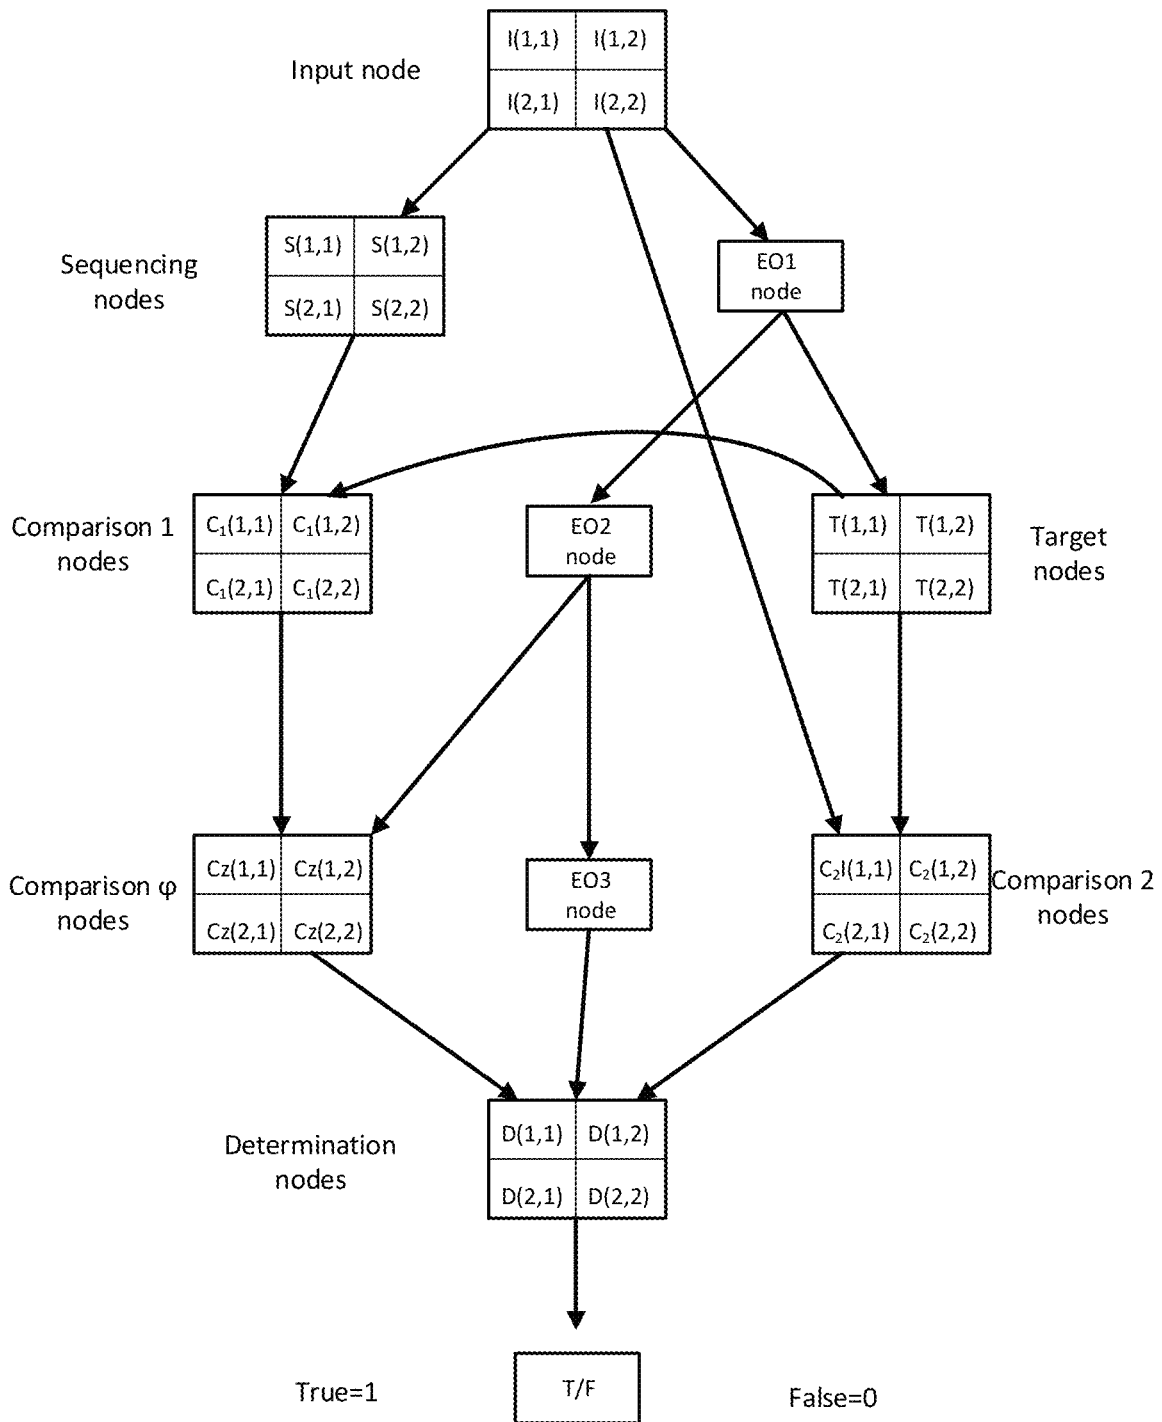 I(1,1) I(1,2)
Input node
I(2,1) I(2,2)
S(1,1) S(1,2)
Sequencing
nodes
S(2,1) S(2,2)
EO1
node
Comparison 1
nodes
C₁(1,1) C₁(1,2)
C₁(2,1) C₁(2,2)
EO2
node
T(1,1) T(1,2)
T(2,1) T(2,2)
Target
nodes
Comparison φ
nodes
Cz(1,1) Cz(1,2)
Cz(2,1) Cz(2,2)
EO3
node
C₂I(1,1) C₂(1,2)
C₂(2,1) C₂(2,2)
Comparison 2
nodes
Determination
nodes
D(1,1) D(1,2)
D(2,1) D(2,2)
True=1
T/F
False=0